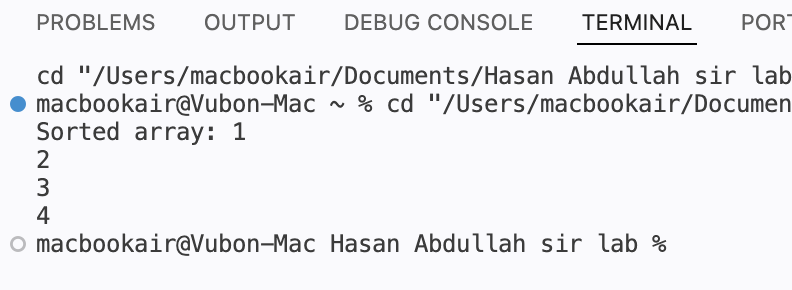 PROBLEMS OUTPUT DEBUG CONSOLE TERMINAL PORT
cd "/Users/macbookair/Documents/Hasan Abdullah sir lab
macbookair@Vubon-Mac ~ % cd "/Users/macbookair/Documen
Sorted array: 1
2
3
4
macbookair@Vubon-Mac Hasan Abdullah sir lab %